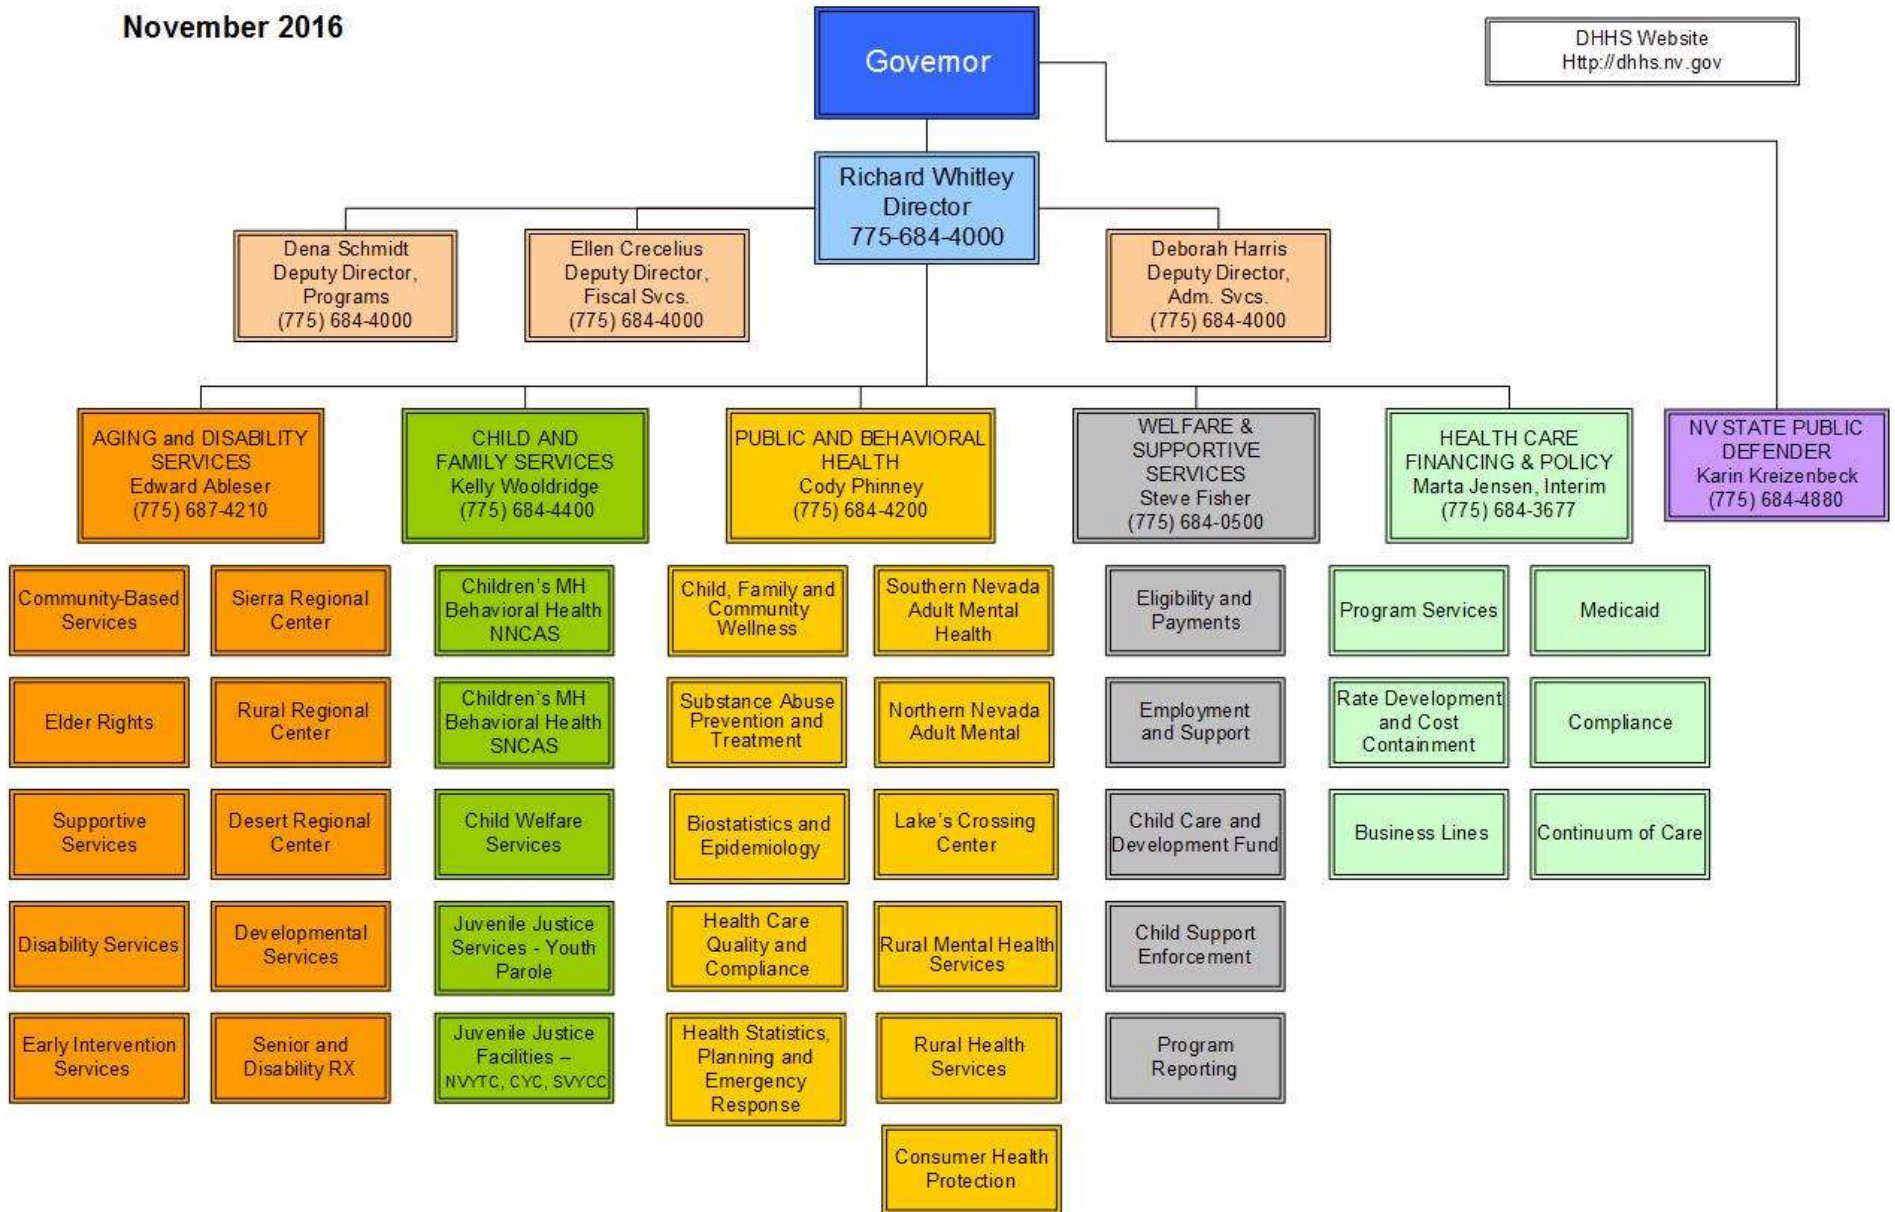 November 2016
Governor
DHHS Website
Http://dhhs.nv.gov
Richard Whitley
Director
775-684-4000
Dena Schmidt
Deputy Director,
Programs
(775) 684-4000
Ellen Crecelius
Deputy Director,
Fiscal Svcs.
(775) 684-4000
Deborah Harris
Deputy Director,
Adm. Svcs.
(775) 684-4000
AGING and DISABILITY
SERVICES
Edward Ableser
(775) 687-4210
CHILD AND
FAMILY SERVICES
Kelly Wooldridge
(775) 684-4400
PUBLIC AND BEHAVIORAL
HEALTH
Cody Phinney
(775) 684-4200
WELFARE &
SUPPORTIVE
SERVICES
Steve Fisher
(775) 684-0500
HEALTH CARE
FINANCING & POLICY
Marta Jensen, Interim
(775) 684-3677
NV STATE PUBLIC
DEFENDER
Karin Kreizenbeck
(775) 684-4880
Community-Based
Services
Sierra Regional
Center
Children's MH
Behavioral Health
NNCAS
Child, Family and
Community
Wellness
Southern Nevada
Adult Mental
Health
Eligibility and
Payments
Program Services
Medicaid
Elder Rights
Rural Regional
Center
Children's MH
Behavioral Health
SNCAS
Substance Abuse
Prevention and
Treatment
Northern Nevada
Adult Mental
Employment
and Support
Rate Development
and Cost
Containment
Compliance
Supportive
Services
Desert Regional
Center
Child Welfare
Services
Biostatistics and
Epidemiology
Lake's Crossing
Center
Child Care and
Development Fund
Business Lines
Continuum of Care
Disability Services
Developmental
Services
Juvenile Justice
Services - Youth
Parole
Health Care
Quality and
Compliance
Rural Mental Health
Services
Child Support
Enforcement
Early Intervention
Services
Senior and
Disability RX
Juvenile Justice
Facilities –
NVYTC, CYC, SVYCC
Health Statistics,
Planning and
Emergency
Response
Rural Health
Services
Program
Reporting
Consumer Health
Protection